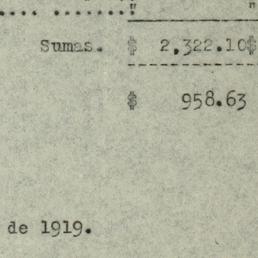 Sumas. $ 2,322.10$
$ 958.63
de 1919.